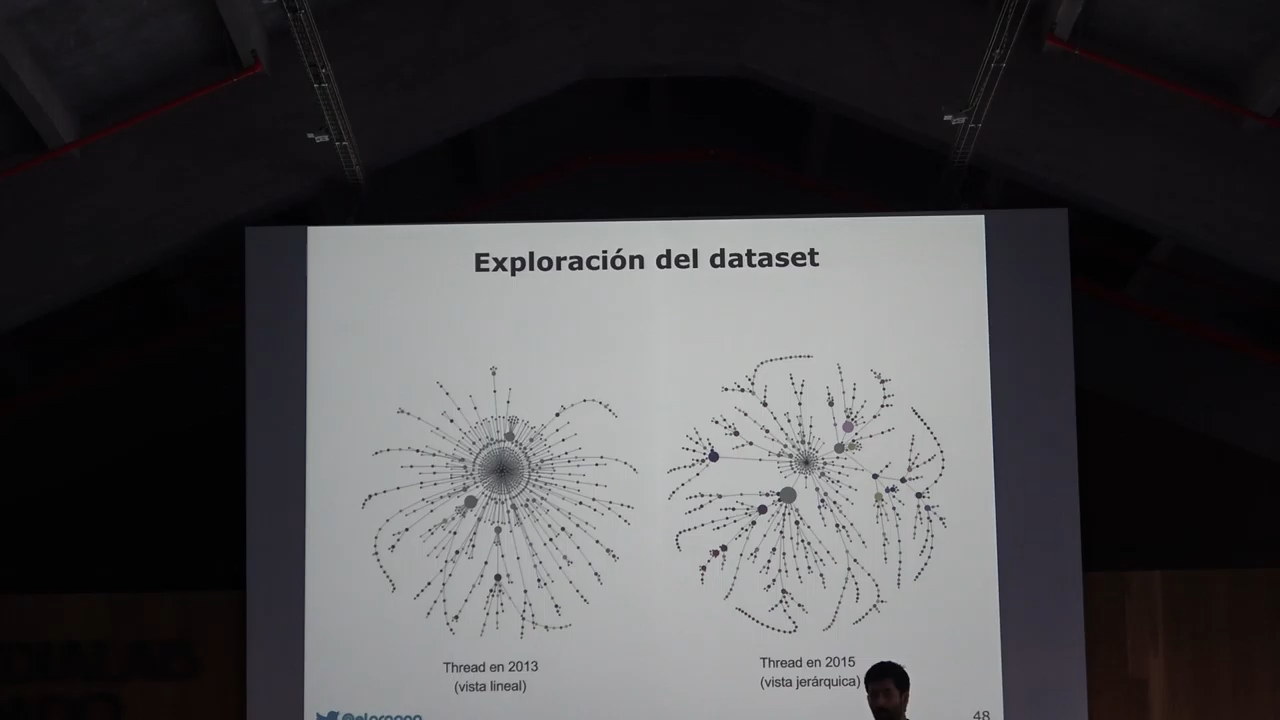 Exploración del dataset
Thread en 2013
(vista lineal)
Thread en 2015
(vista jerárquica)
48